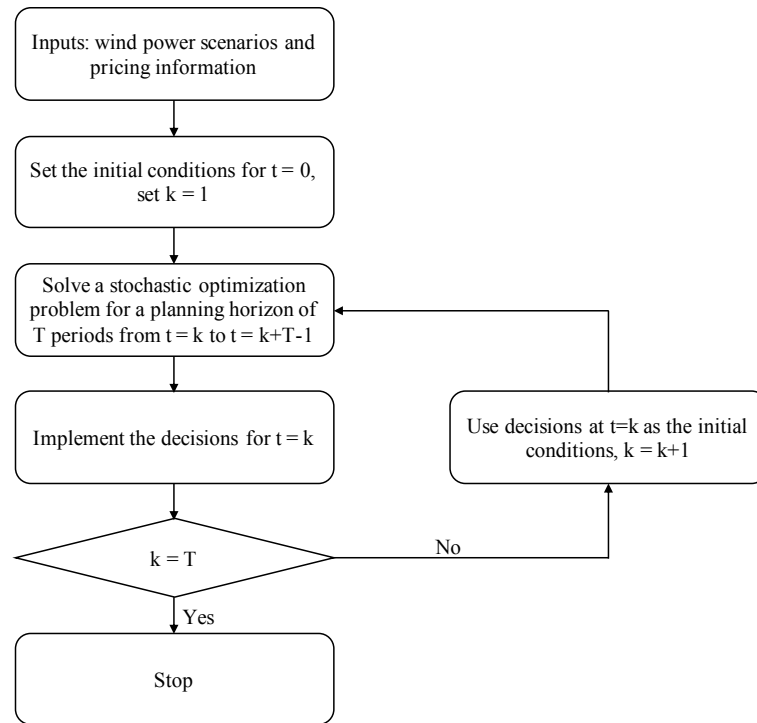 Inputs: wind power scenarios and
pricing information
Set the initial conditions for t = 0,
set k = 1
Solve a stochastic optimization
problem for a planning horizon of
T periods from t = k to t = k+T-1
Implement the decisions for t = k
Use decisions at t=k as the initial
conditions, k = k+1
k = T
No
Yes
Stop